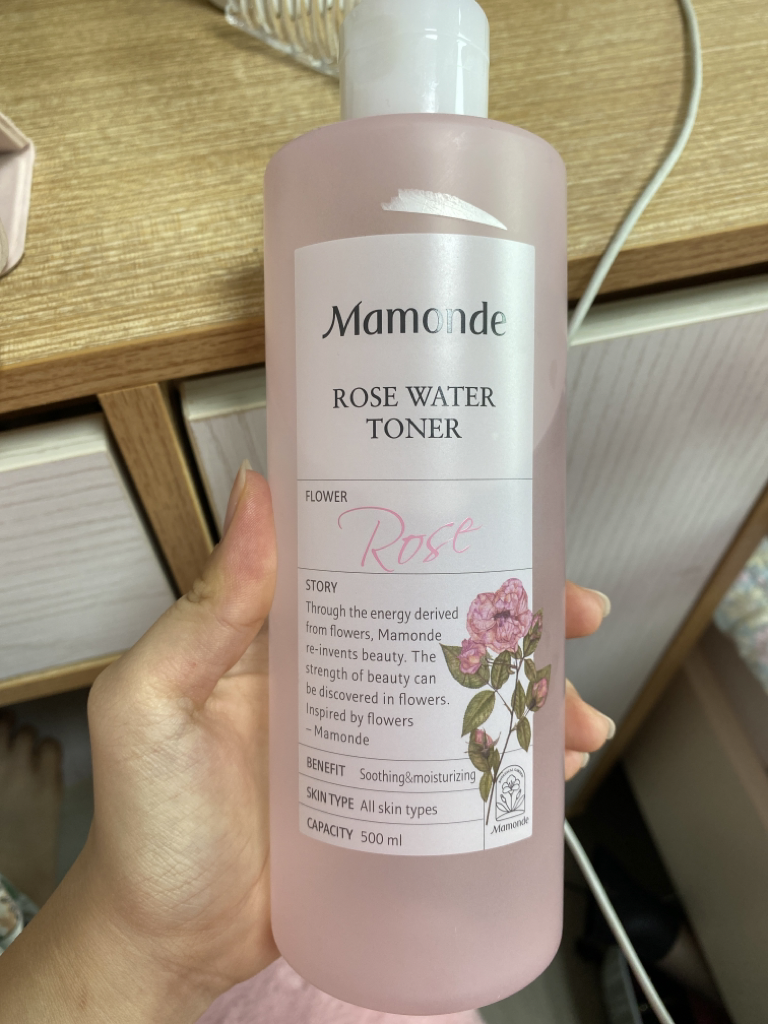 Mamonde
ROSE WATER
TONER
FLOWER
Rose
STORY
Through the energy derived
from flowers, Mamonde
re-invents beauty. The
strength of beauty can
be discovered in flowers.
Inspired by flowers
– Mamonde
BENEFIT Soothing&moisturizing
SKIN TYPE All skin types
CAPACITY 500 ml
Mamonde